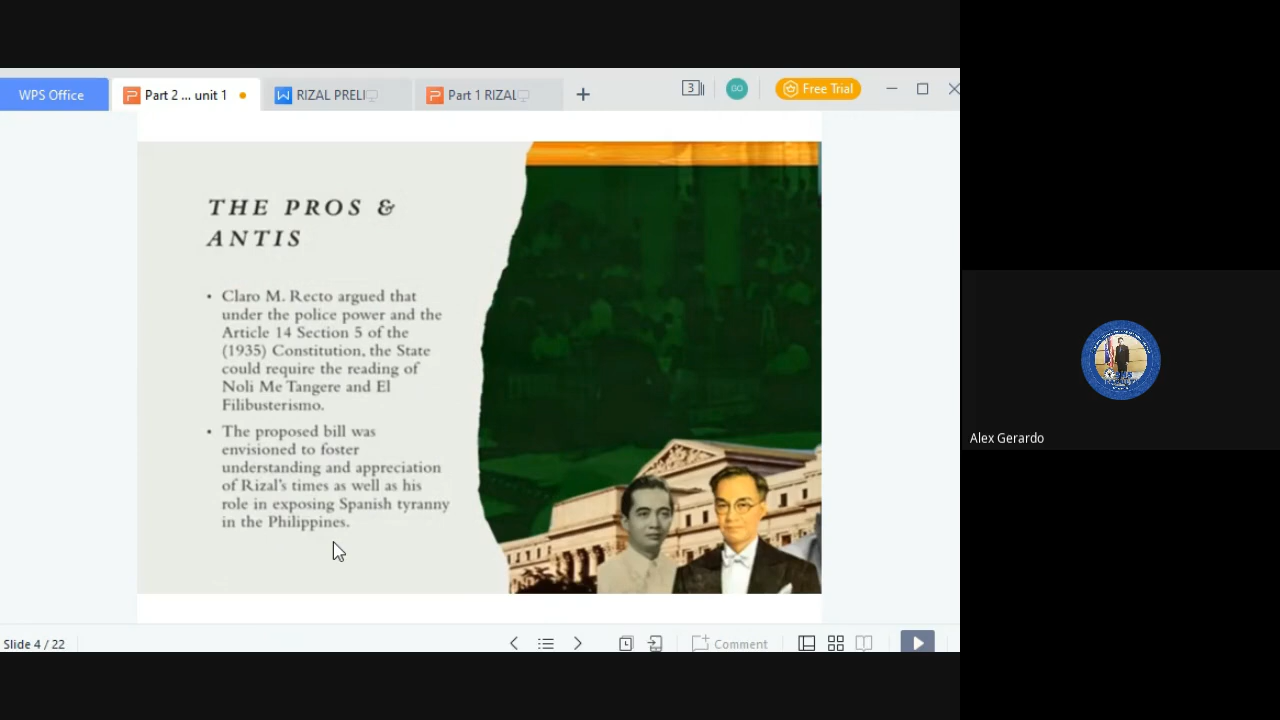 WPS Office
Part 2 ... unit 1
RIZAL PRELI
Part 1 RIZAL
3
GO
Free Trial
THE PROS &
ANTIS
• Claro M. Recto argued that
under the police power and the
Article 14 Section 5 of the
(1935) Constitution, the State
could require the reading of
Noli Me Tangere and El
Filibusterismo.
• The proposed bill was
envisioned to foster
understanding and appreciation
of Rizal's times as well as his
role in exposing Spanish tyranny
in the Philippines.
Alex Gerardo
Slide 4 / 22
Comment